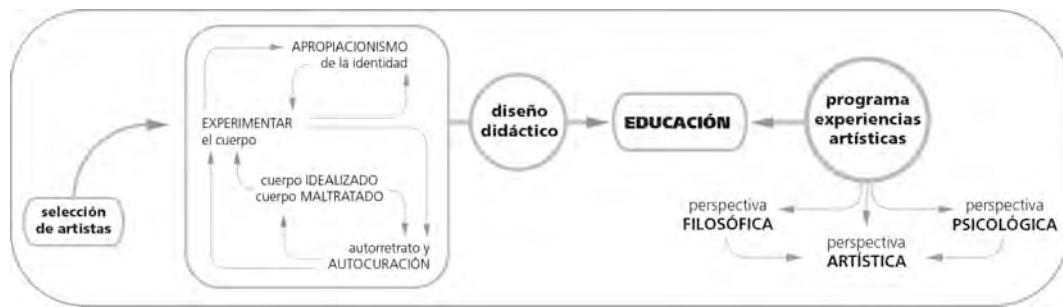 selección
de artistas
APROPIACIONISMO
de la identidad
EXPERIMENTAR
el cuerpo
cuerpo IDEALIZADO
cuerpo MALTRATADO
autorretrato y
AUTOCURACIÓN
diseño
didáctico
EDUCACIÓN
programa
experiencias
artísticas
perspectiva
FILOSÓFICA
perspectiva
ARTÍSTICA
perspectiva
PSICOLÓGICA